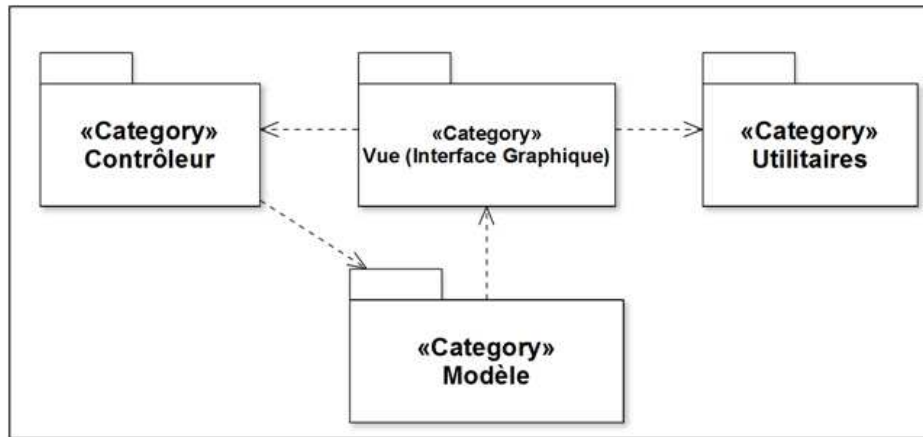 «Category»
Contrôleur
«Category»
Vue (Interface Graphique)
«Category»
Utilitaires
«Category»
Modèle